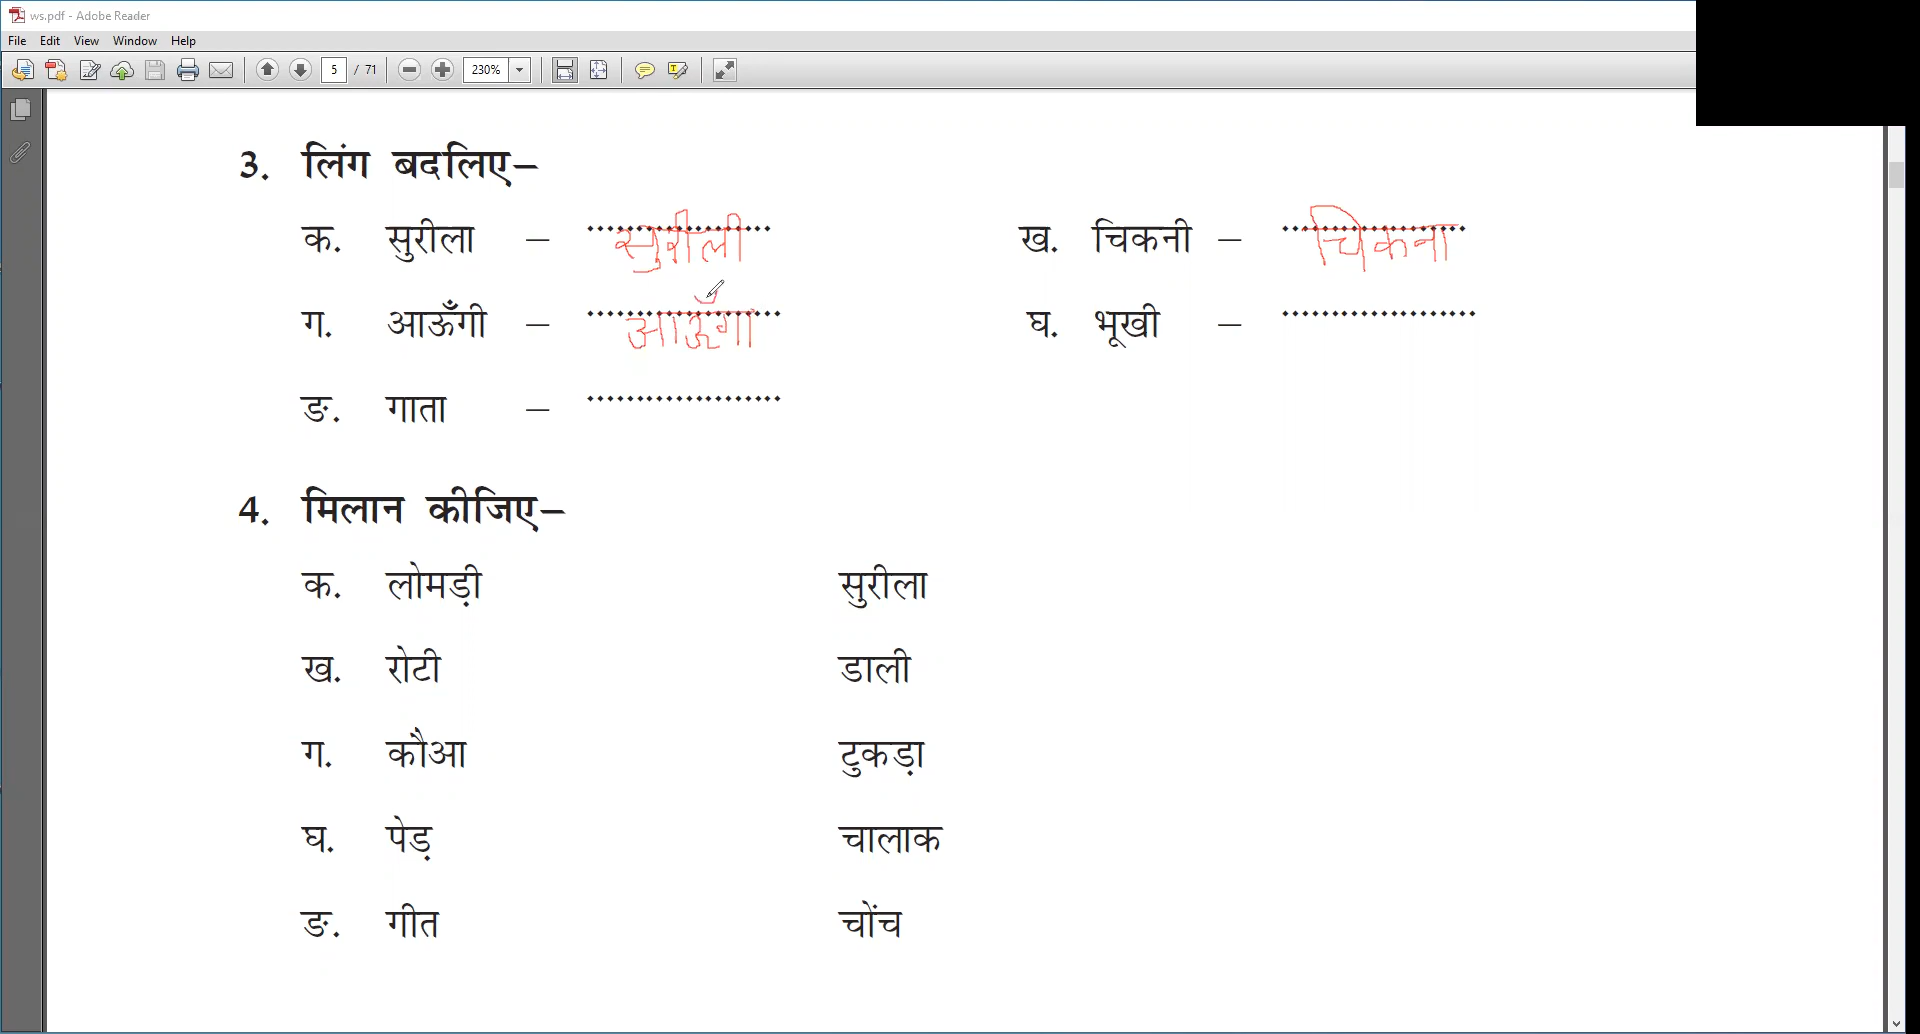 ws.pdf - Adobe Reader
File Edit View Window Help
5 / 71 230%
3. लिंग बदलिए–
क. सुरीला – सुरीली ख. चिकनी – चिकना
ग. आऊँगी – आऊँगा घ. भूखी – ....................
ङ. गाता – ....................
4. मिलान कीजिए–
क. लोमड़ी सुरीला
ख. रोटी डाली
ग. कौआ टुकड़ा
घ. पेड़ चालाक
ङ. गीत चोंच